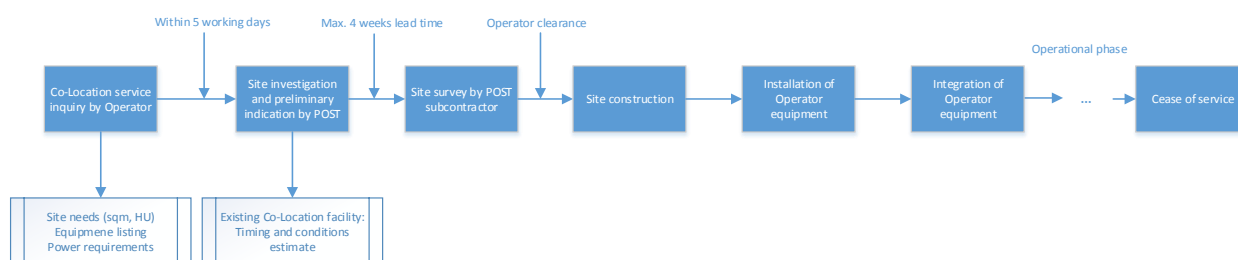 Within 5 working days
Max. 4 weeks lead time
Operator clearance
Operational phase
Co-Location service
inquiry by Operator
Site investigation
and preliminary
indication by POST
Site survey by POST
subcontractor
Site construction
Installation of
Operator
equipment
Integration of
Operator
equipment
...
Cease of service
Site needs (sqm, HU)
Equipmene listing
Power requirements
Existing Co-Location facility:
Timing and conditions
estimate